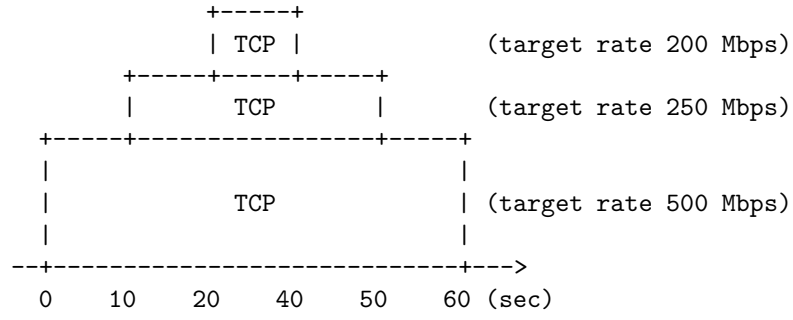 +-----+
| TCP | (target rate 200 Mbps)
+-----+-----+-----+
| TCP | (target rate 250 Mbps)
+-----+-----------------+-----+
| |
| TCP | (target rate 500 Mbps)
| |
--+-----------------------------+--->
0 10 20 40 50 60 (sec)